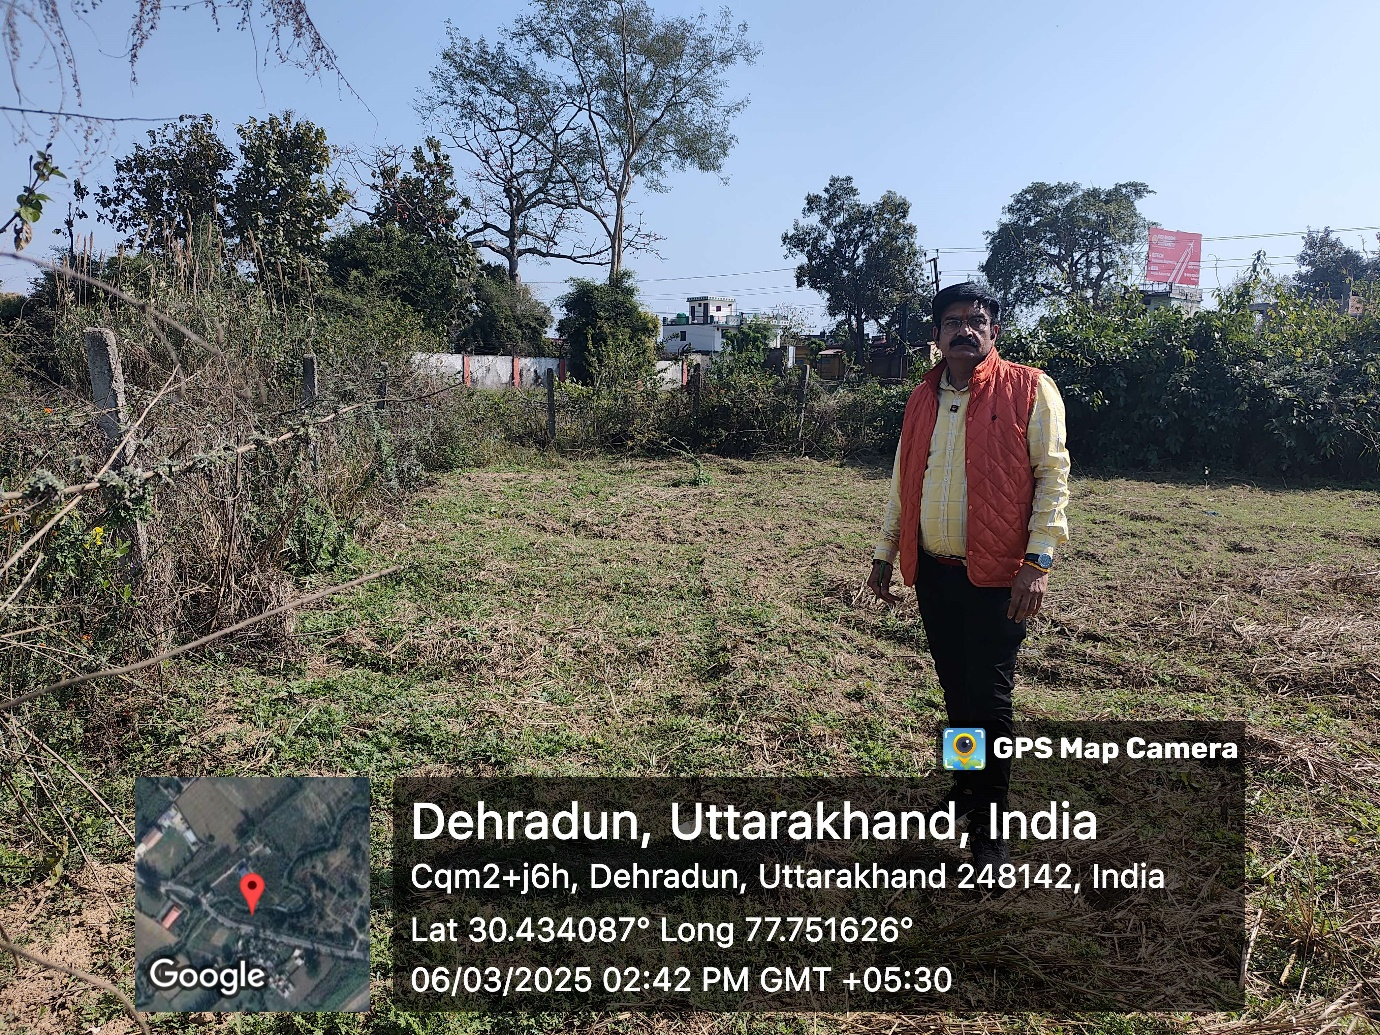 GPS Map Camera
Dehradun, Uttarakhand, India
Cqm2+j6h, Dehradun, Uttarakhand 248142, India
Lat 30.434087° Long 77.751626°
06/03/2025 02:42 PM GMT +05:30
Google